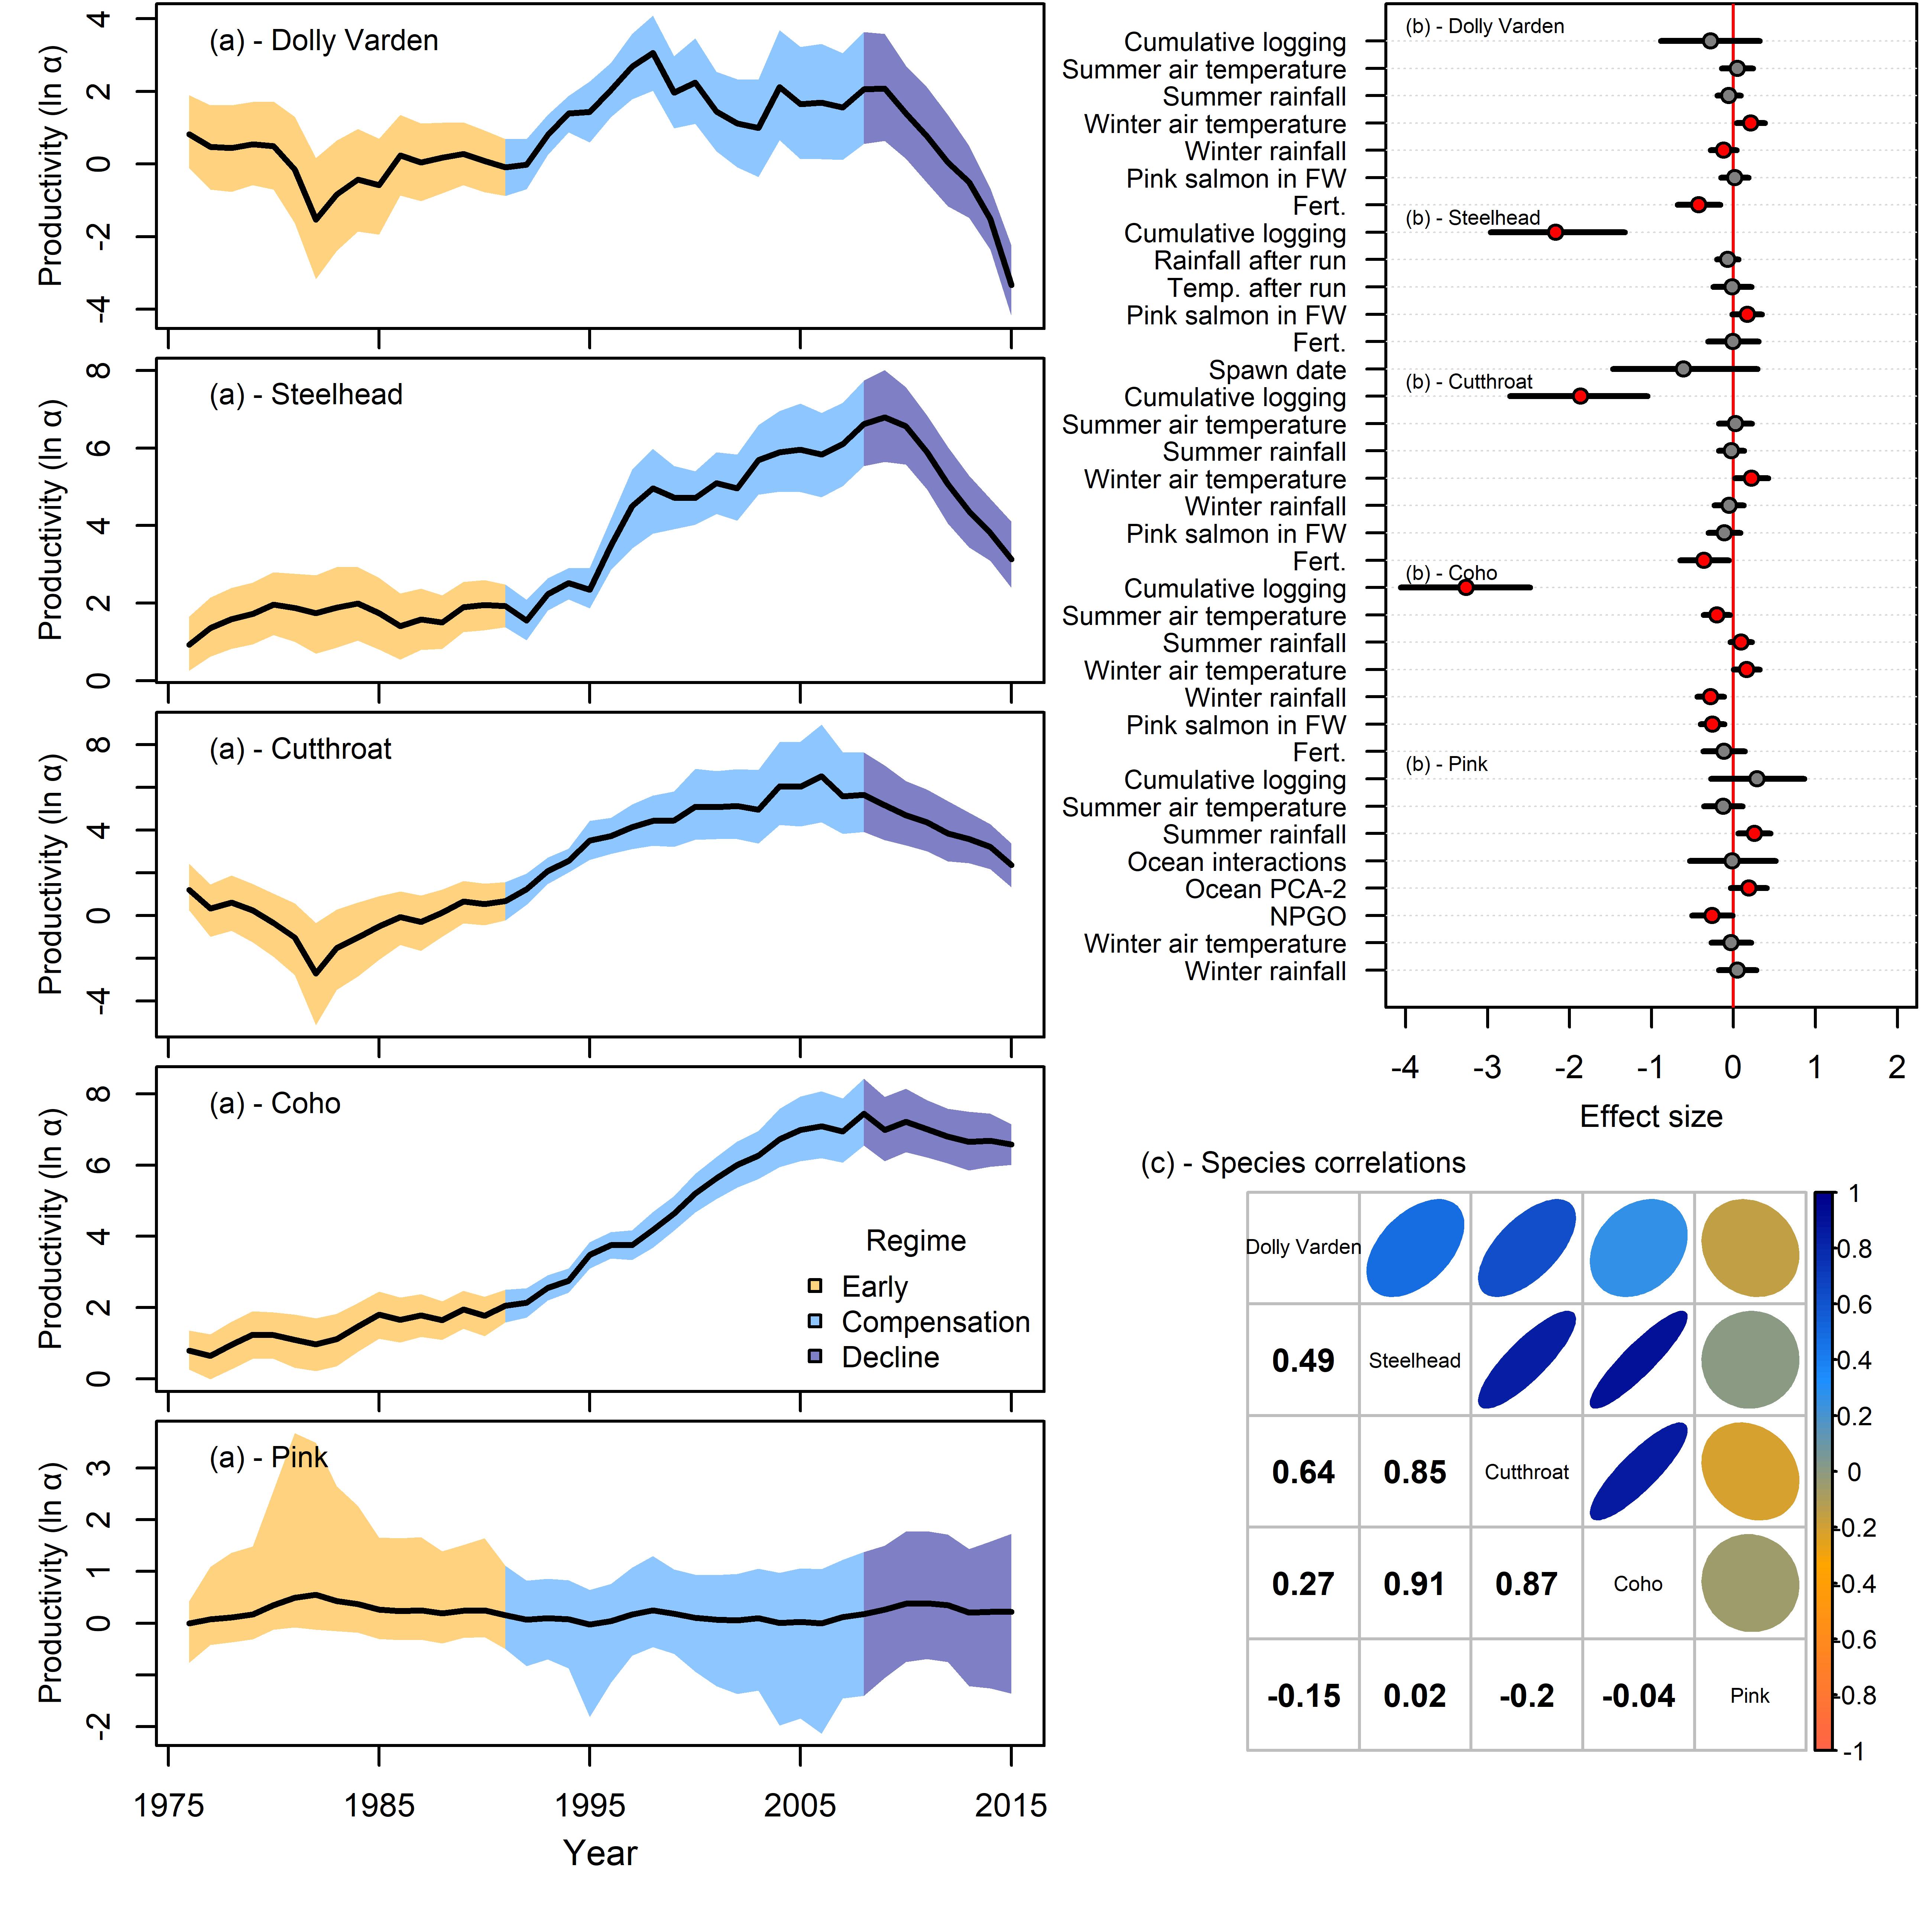 (a) - Dolly Varden
Productivity (ln α)
4
2
0
-2
-4
(a) - Steelhead
Productivity (ln α)
8
6
4
2
0
(a) - Cutthroat
Productivity (ln α)
8
4
0
-4
(a) - Coho
Productivity (ln α)
8
6
4
2
0
Regime
Early
Compensation
Decline
(a) - Pink
Productivity (ln α)
3
2
1
0
-2
1975 1985 1995 2005 2015
Year
(b) - Dolly Varden
Cumulative logging
Summer air temperature
Summer rainfall
Winter air temperature
Winter rainfall
Pink salmon in FW
Fert.
(b) - Steelhead
Cumulative logging
Rainfall after run
Temp. after run
Pink salmon in FW
Fert.
Spawn date
(b) - Cutthroat
Cumulative logging
Summer air temperature
Summer rainfall
Winter air temperature
Winter rainfall
Pink salmon in FW
Fert.
(b) - Coho
Cumulative logging
Summer air temperature
Summer rainfall
Winter air temperature
Winter rainfall
Pink salmon in FW
Fert.
(b) - Pink
Cumulative logging
Summer air temperature
Summer rainfall
Ocean interactions
Ocean PCA-2
NPGO
Winter air temperature
Winter rainfall
-4 -3 -2 -1 0 1 2
Effect size
(c) - Species correlations
Dolly Varden
0.49 Steelhead
0.64 0.85 Cutthroat
0.27 0.91 0.87 Coho
-0.15 0.02 -0.2 -0.04 Pink
1
0.8
0.6
0.4
0.2
0
-0.2
-0.4
-0.6
-0.8
-1